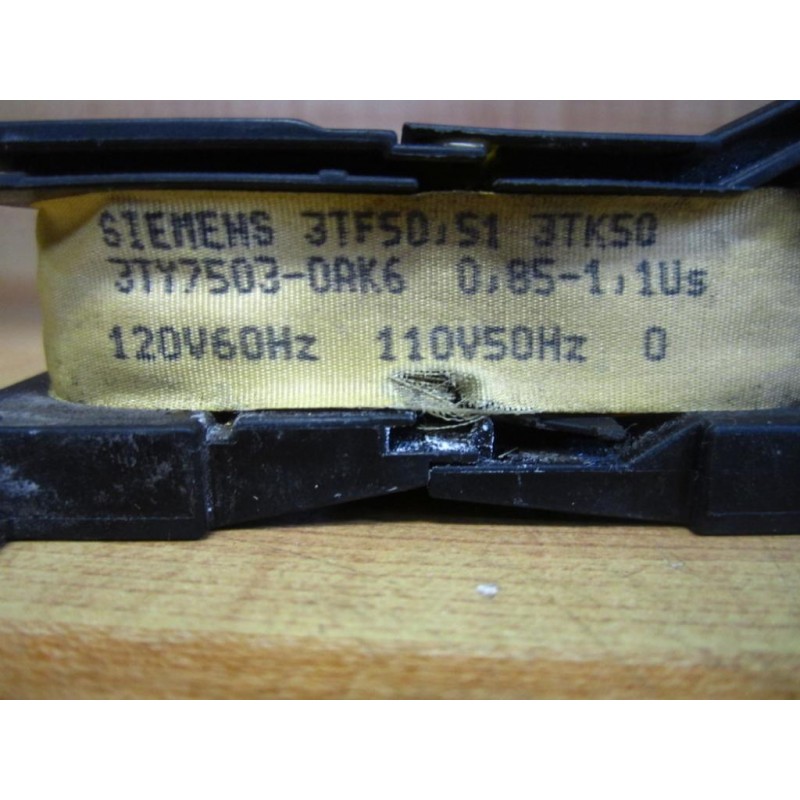 SIEMENS 3TF50,51 3TK50
3TY7503-0AK6 0,85-1,1Us
120V60Hz 110V50Hz 0